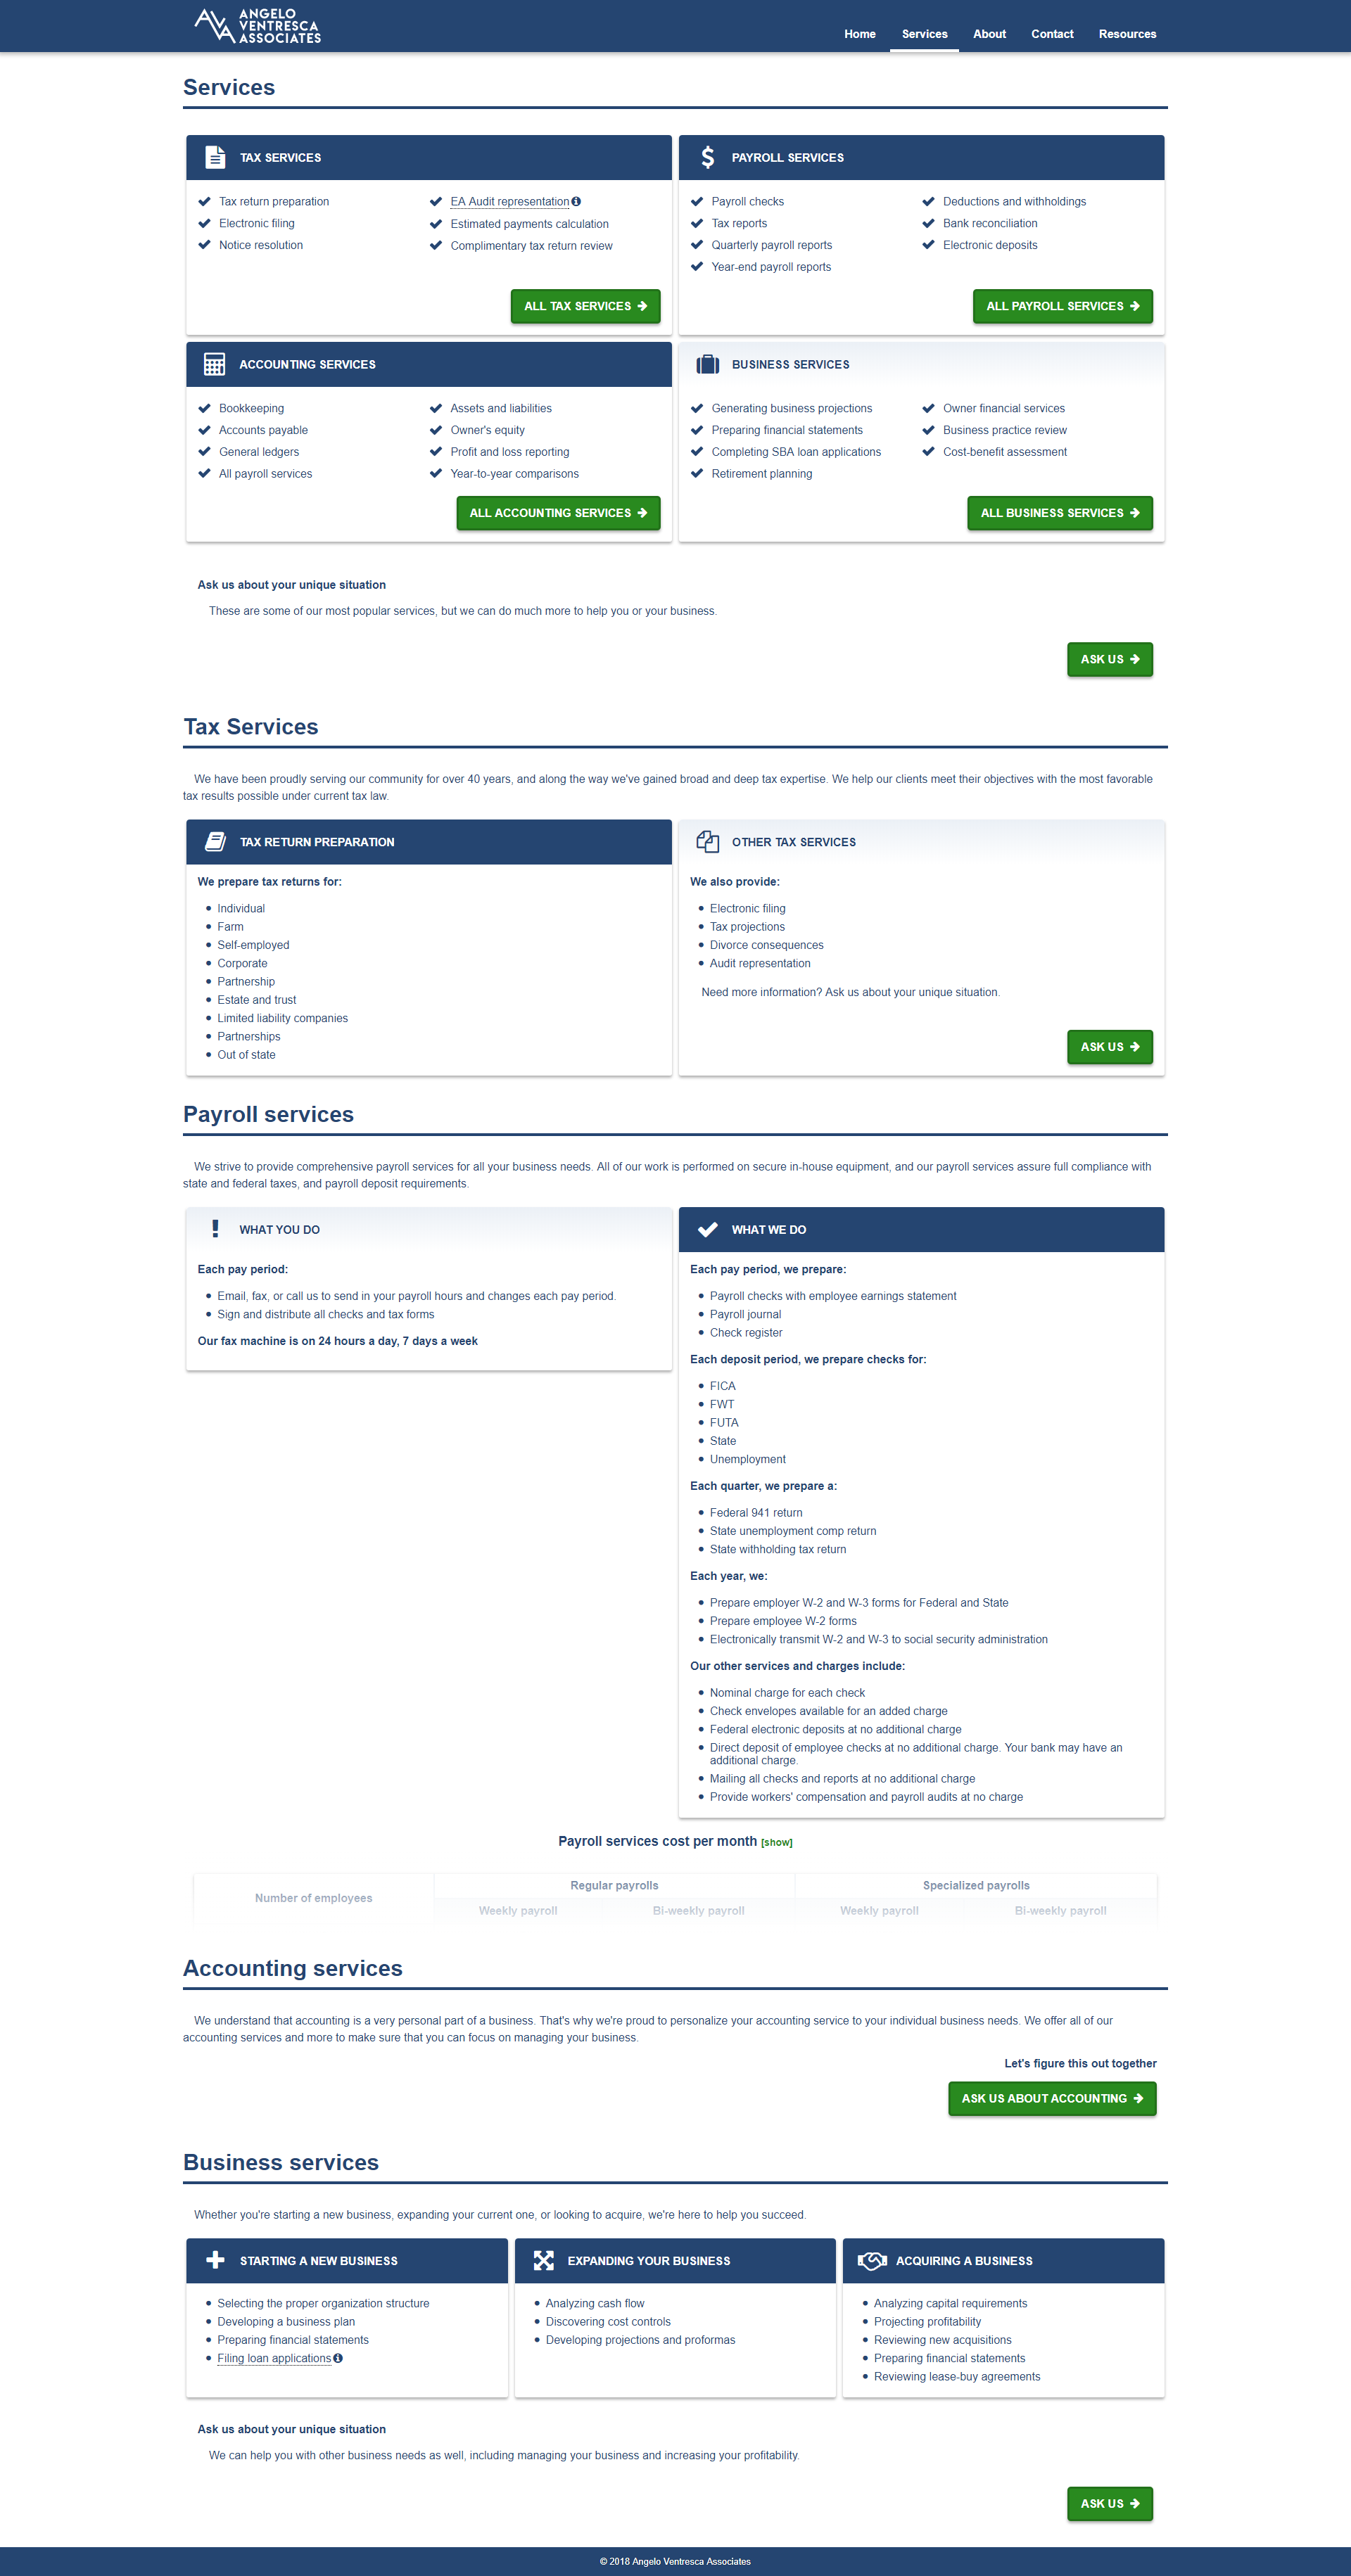 ANGELO
VENTRESCA
ASSOCIATES
Home
Services
About
Contact
Resources
Services
TAX SERVICES
Tax return preparation
Electronic filing
Notice resolution
EA Audit representation
Estimated payments calculation
Complimentary tax return review
ALL TAX SERVICES
PAYROLL SERVICES
Payroll checks
Tax reports
Quarterly payroll reports
Year-end payroll reports
Deductions and withholdings
Bank reconciliation
Electronic deposits
ALL PAYROLL SERVICES
ACCOUNTING SERVICES
Bookkeeping
Accounts payable
General ledgers
All payroll services
Assets and liabilities
Owner's equity
Profit and loss reporting
Year-to-year comparisons
ALL ACCOUNTING SERVICES
BUSINESS SERVICES
Generating business projections
Preparing financial statements
Completing SBA loan applications
Retirement planning
Owner financial services
Business practice review
Cost-benefit assessment
ALL BUSINESS SERVICES
Ask us about your unique situation
These are some of our most popular services, but we can do much more to help you or your business.
ASK US
Tax Services
We have been proudly serving our community for over 40 years, and along the way we've gained broad and deep tax expertise. We help our clients meet their objectives with the most favorable
tax results possible under current tax law.
TAX RETURN PREPARATION
We prepare tax returns for:
Individual
Farm
Self-employed
Corporate
Partnership
Estate and trust
Limited liability companies
Partnerships
Out of state
OTHER TAX SERVICES
We also provide:
Electronic filing
Tax projections
Divorce consequences
Audit representation
Need more information? Ask us about your unique situation.
ASK US
Payroll services
We strive to provide comprehensive payroll services for all your business needs. All of our work is performed on secure in-house equipment, and our payroll services assure full compliance with
state and federal taxes, and payroll deposit requirements.
WHAT YOU DO
Each pay period:
Email, fax, or call us to send in your payroll hours and changes each pay period.
Sign and distribute all checks and tax forms
Our fax machine is on 24 hours a day, 7 days a week
WHAT WE DO
Each pay period, we prepare:
Payroll checks with employee earnings statement
Payroll journal
Check register
Each deposit period, we prepare checks for:
FICA
FWT
FUTA
State
Unemployment
Each quarter, we prepare a:
Federal 941 return
State unemployment comp return
State withholding tax return
Each year, we:
Prepare employer W-2 and W-3 forms for Federal and State
Prepare employee W-2 forms
Electronically transmit W-2 and W-3 to social security administration
Our other services and charges include:
Nominal charge for each check
Check envelopes available for an added charge
Federal electronic deposits at no additional charge
Direct deposit of employee checks at no additional charge. Your bank may have an
additional charge.
Mailing all checks and reports at no additional charge
Provide workers' compensation and payroll audits at no charge
Payroll services cost per month [show]
Number of employees
Regular payrolls
Specialized payrolls
Weekly payroll
Bi-weekly payroll
Weekly payroll
Bi-weekly payroll
Accounting services
We understand that accounting is a very personal part of a business. That's why we're proud to personalize your accounting service to your individual business needs. We offer all of our
accounting services and more to make sure that you can focus on managing your business.
Let's figure this out together
ASK US ABOUT ACCOUNTING
Business services
Whether you're starting a new business, expanding your current one, or looking to acquire, we're here to help you succeed.
STARTING A NEW BUSINESS
Selecting the proper organization structure
Developing a business plan
Preparing financial statements
Filing loan applications
EXPANDING YOUR BUSINESS
Analyzing cash flow
Discovering cost controls
Developing projections and proformas
ACQUIRING A BUSINESS
Analyzing capital requirements
Projecting profitability
Reviewing new acquisitions
Preparing financial statements
Reviewing lease-buy agreements
Ask us about your unique situation
We can help you with other business needs as well, including managing your business and increasing your profitability.
ASK US
© 2018 Angelo Ventresca Associates